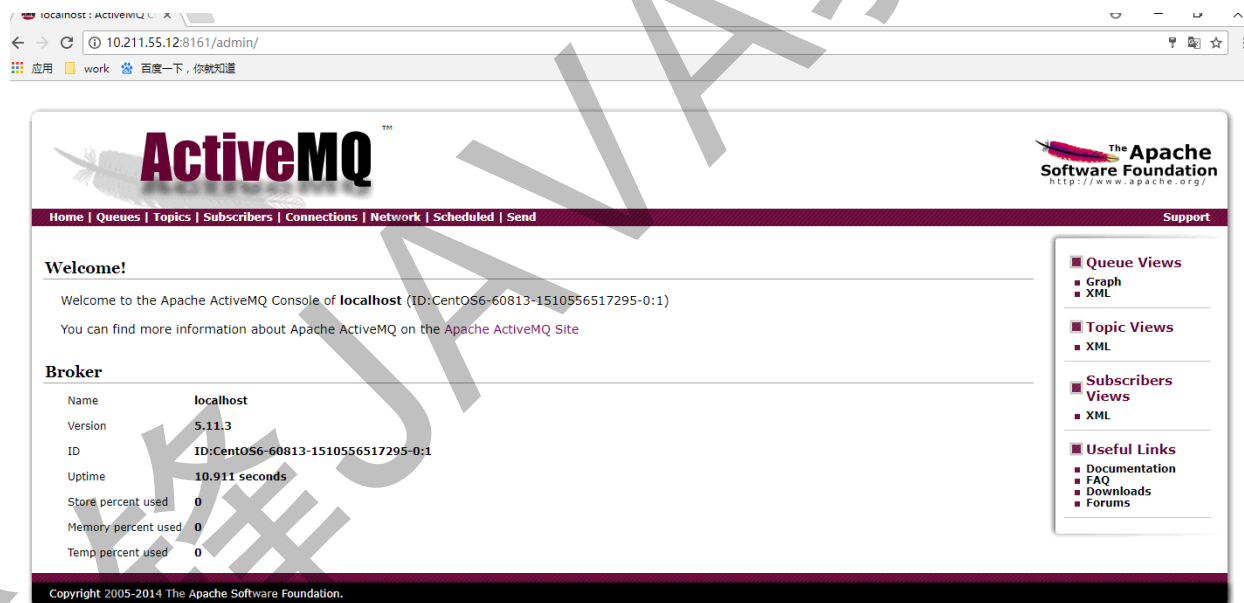 localhost : ActiveMQ C
10.211.55.12:8161/admin/
应用 work 百度一下，你就知道
ActiveMQ ™
The Apache
Software Foundation
http://www.apache.org/
Home | Queues | Topics | Subscribers | Connections | Network | Scheduled | Send
Support
Welcome!
Welcome to the Apache ActiveMQ Console of localhost (ID:CentOS6-60813-1510556517295-0:1)
You can find more information about Apache ActiveMQ on the Apache ActiveMQ Site
Broker
Name localhost
Version 5.11.3
ID ID:CentOS6-60813-1510556517295-0:1
Uptime 10.911 seconds
Store percent used 0
Memory percent used 0
Temp percent used 0
Queue Views
Graph
XML
Topic Views
XML
Subscribers
Views
XML
Useful Links
Documentation
FAQ
Downloads
Forums
Copyright 2005-2014 The Apache Software Foundation.
锋JAVA